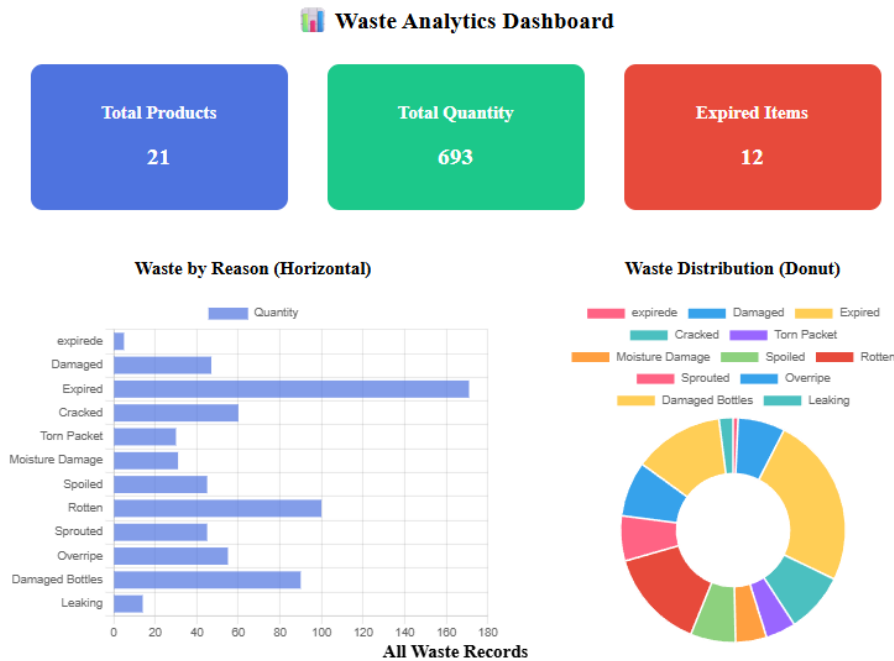 Waste Analytics Dashboard
Total Products
21
Total Quantity
693
Expired Items
12
Waste by Reason (Horizontal)
Quantity
expirede
Damaged
Expired
Cracked
Torn Packet
Moisture Damage
Spoiled
Rotten
Sprouted
Overripe
Damaged Bottles
Leaking
0 20 40 60 80 100 120 140 160 180
Waste Distribution (Donut)
expirede Damaged Expired
Cracked Torn Packet
Moisture Damage Spoiled Rotten
Sprouted Overripe
Damaged Bottles Leaking
All Waste Records